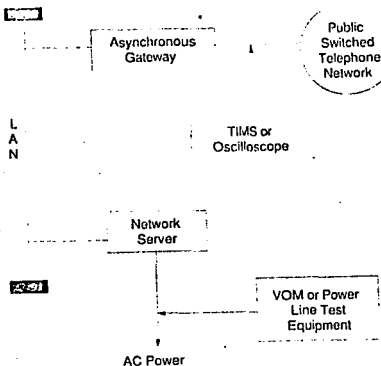 Asynchronous
Gateway
Public
Switched
Telephone
Network
L
A
N
TIMS or
Oscilloscope
Network
Server
VOM or Power
Line Test
Equipment
AC Power